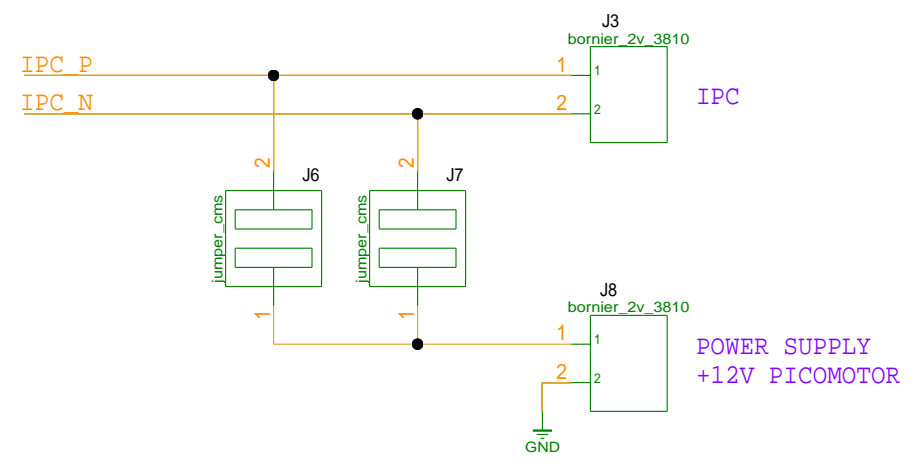 J3
bornier_2v_3810
IPC_P
1
1
IPC_N
2
2
IPC
2
J6
2
J7
jumper_cms
jumper_cms
1
1
J8
bornier_2v_3810
1
1
POWER SUPPLY
2
2
+12V PICOMOTOR
GND